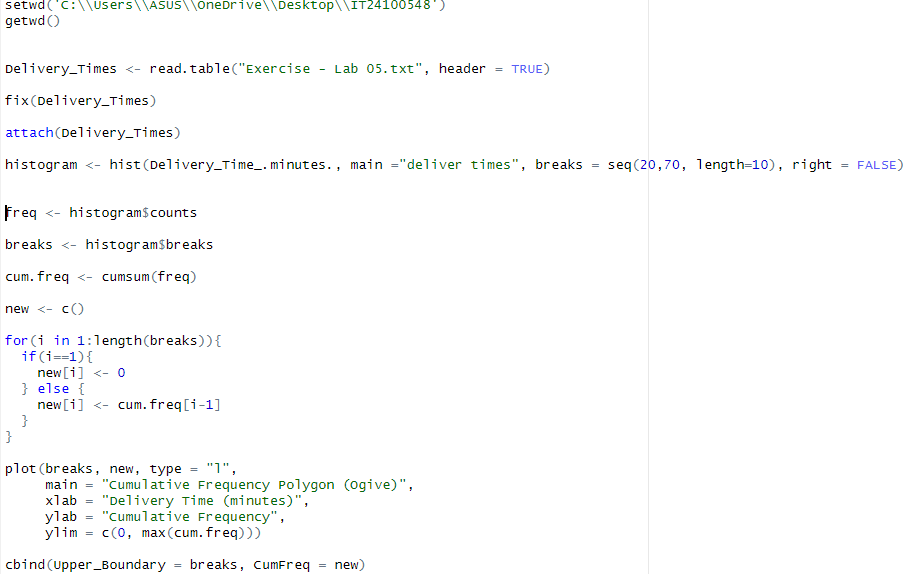 setwd('C:\\Users\\ASUS\\OneDrive\\Desktop\\IT24100548')
getwd()
Delivery_Times <- read.table("Exercise - Lab 05.txt", header = TRUE)
fix(Delivery_Times)
attach(Delivery_Times)
histogram <- hist(Delivery_Time_.minutes., main ="deliver times", breaks = seq(20,70, length=10), right = FALSE)
freq <- histogram$counts
breaks <- histogram$breaks
cum.freq <- cumsum(freq)
new <- c()
for(i in 1:length(breaks)){
  if(i==1){
    new[i] <- 0
  } else {
    new[i] <- cum.freq[i-1]
  }
}
plot(breaks, new, type = "l",
     main = "Cumulative Frequency Polygon (Ogive)",
     xlab = "Delivery Time (minutes)",
     ylab = "Cumulative Frequency",
     ylim = c(0, max(cum.freq)))
cbind(Upper_Boundary = breaks, CumFreq = new)